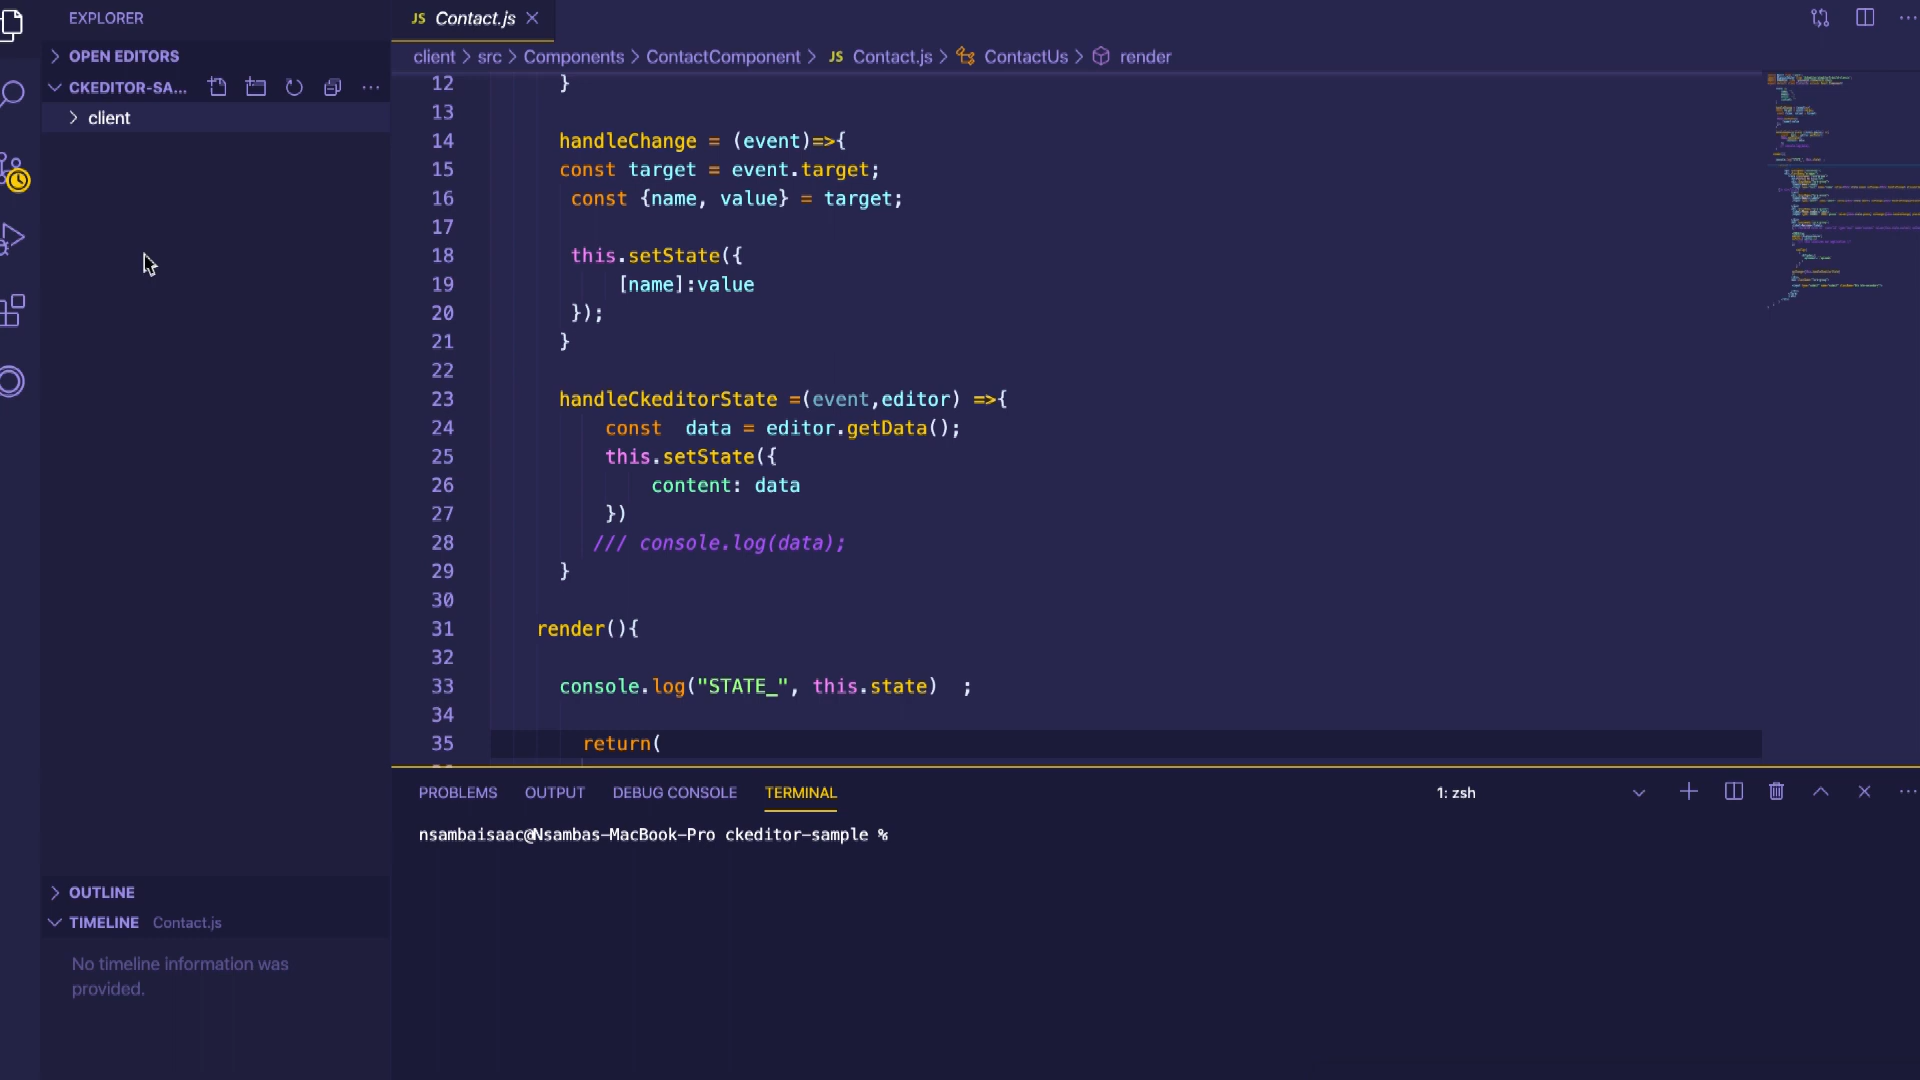 EXPLORER
OPEN EDITORS
CKEDITOR-SA...
client
OUTLINE
TIMELINE Contact.js
No timeline information was
provided.
JS Contact.js
client > src > Components > ContactComponent > JS Contact.js > ContactUs > render
12 }
13
14 handleChange = (event)=>{
15 const target = event.target;
16 const {name, value} = target;
17
18 this.setState({
19 [name]:value
20 });
21 }
22
23 handleCkeditorState =(event,editor) =>{
24 const data = editor.getData();
25 this.setState({
26 content: data
27 })
28 /// console.log(data);
29 }
30
31 render(){
32
33 console.log("STATE_", this.state) ;
34
35 return(
PROBLEMS OUTPUT DEBUG CONSOLE TERMINAL 1: zsh
nsambaisaac@Nsambas-MacBook-Pro ckeditor-sample %